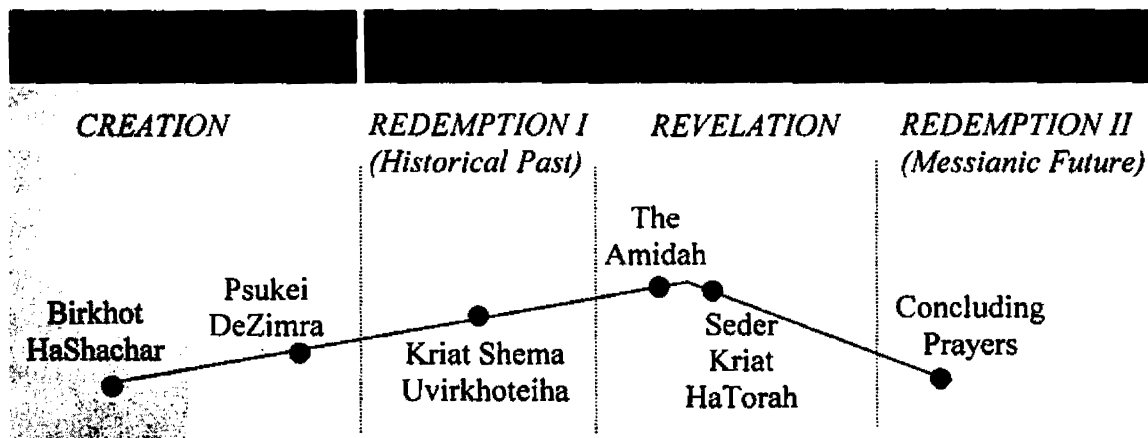 CREATION
REDEMPTION I
(Historical Past)
REVELATION
REDEMPTION II
(Messianic Future)
Birkhot
HaShachar
Psukei
DeZimra
Kriat Shema
Uvirkhoteiha
The
Amidah
Seder
Kriat
HaTorah
Concluding
Prayers